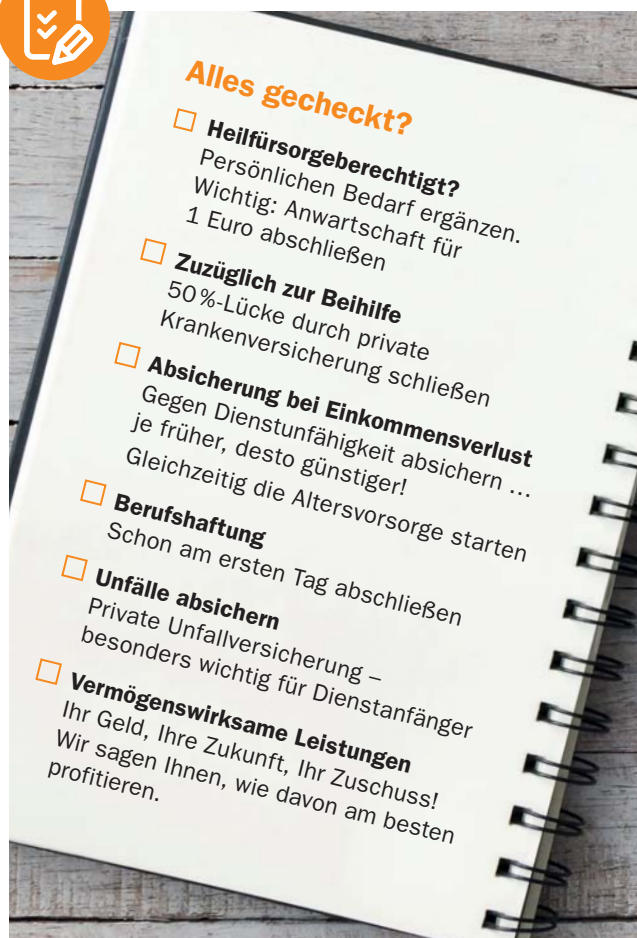 Alles gecheckt?
Heilfürsorgeberechtigt?
Persönlichen Bedarf ergänzen.
Wichtig: Anwartschaft für
1 Euro abschließen
Zuzüglich zur Beihilfe
50%-Lücke durch private
Krankenversicherung schließen
Absicherung bei Einkommensverlust
Gegen Dienstunfähigkeit absichern ...
je früher, desto günstiger!
Gleichzeitig die Altersvorsorge starten
Berufshaftung
Schon am ersten Tag abschließen
Unfälle absichern
Private Unfallversicherung –
besonders wichtig für Dienstanfänger
Vermögenswirksame Leistungen
Ihr Geld, Ihre Zukunft, Ihr Zuschuss!
Wir sagen Ihnen, wie davon am besten
profitieren.